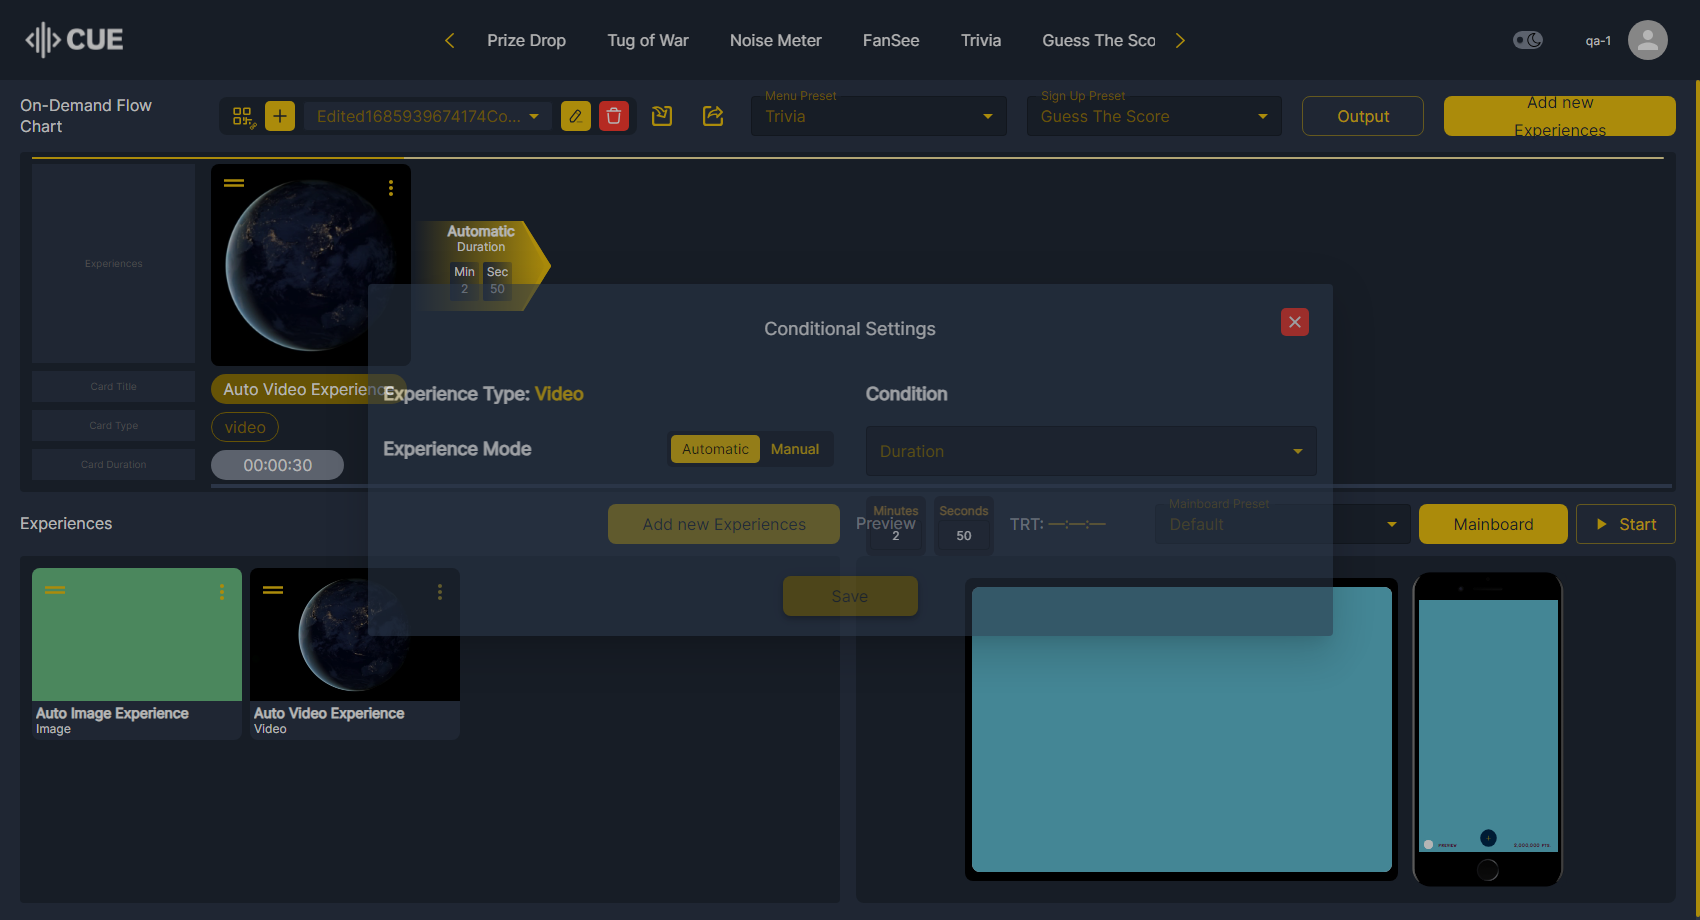 CUE
Prize Drop
Tug of War
Noise Meter
FanSee
Trivia
Guess The Sco
qa-1
On-Demand Flow
Chart
Edited1685939674174Co...
Menu Preset
Trivia
Sign Up Preset
Guess The Score
Output
Add new
Experiences
Experiences
Automatic
Duration
Min
Sec
2
50
Card Title
Auto Video Experienc
Card Type
video
Card Duration
00:00:30
Conditional Settings
Experience Type: Video
Condition
Experience Mode
Automatic
Manual
Duration
Minutes
2
Seconds
50
Save
Experiences
Add new Experiences
Preview
TRT: —:—:—
Mainboard Preset
Default
Mainboard
Start
Auto Image Experience
Image
Auto Video Experience
Video
PREVIEW